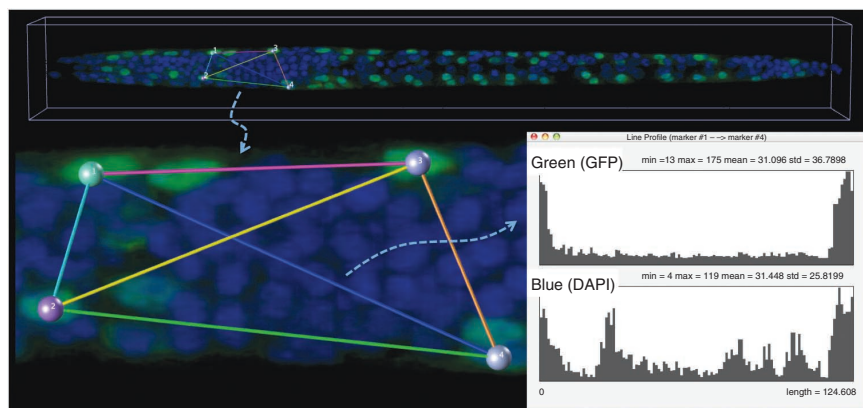 1
3
2
4
Line Profile (marker #1 – –> marker #4)
1
3
Green (GFP)
min =13 max = 175 mean = 31.096 std = 36.7898
Blue (DAPI)
min = 4 max = 119 mean = 31.448 std = 25.8199
2
4
0
length = 124.608